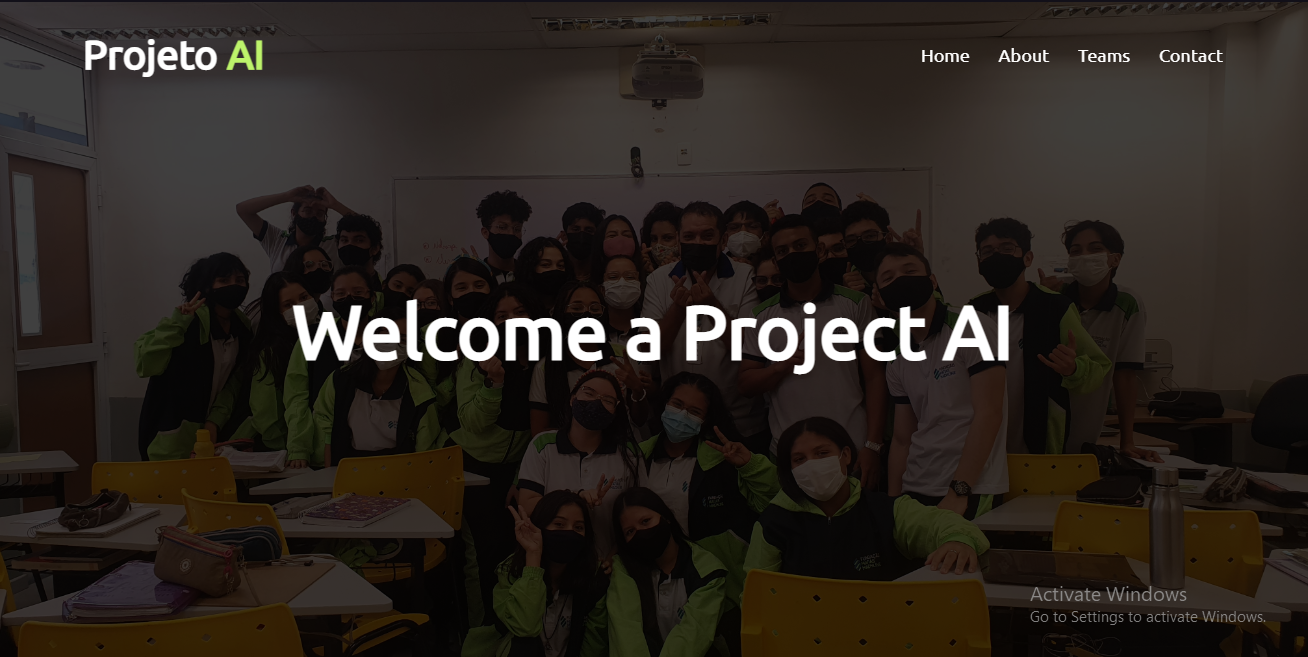 Projeto AI
Home
About
Teams
Contact
Welcome a Project AI
Activate Windows
Go to Settings to activate Windows.